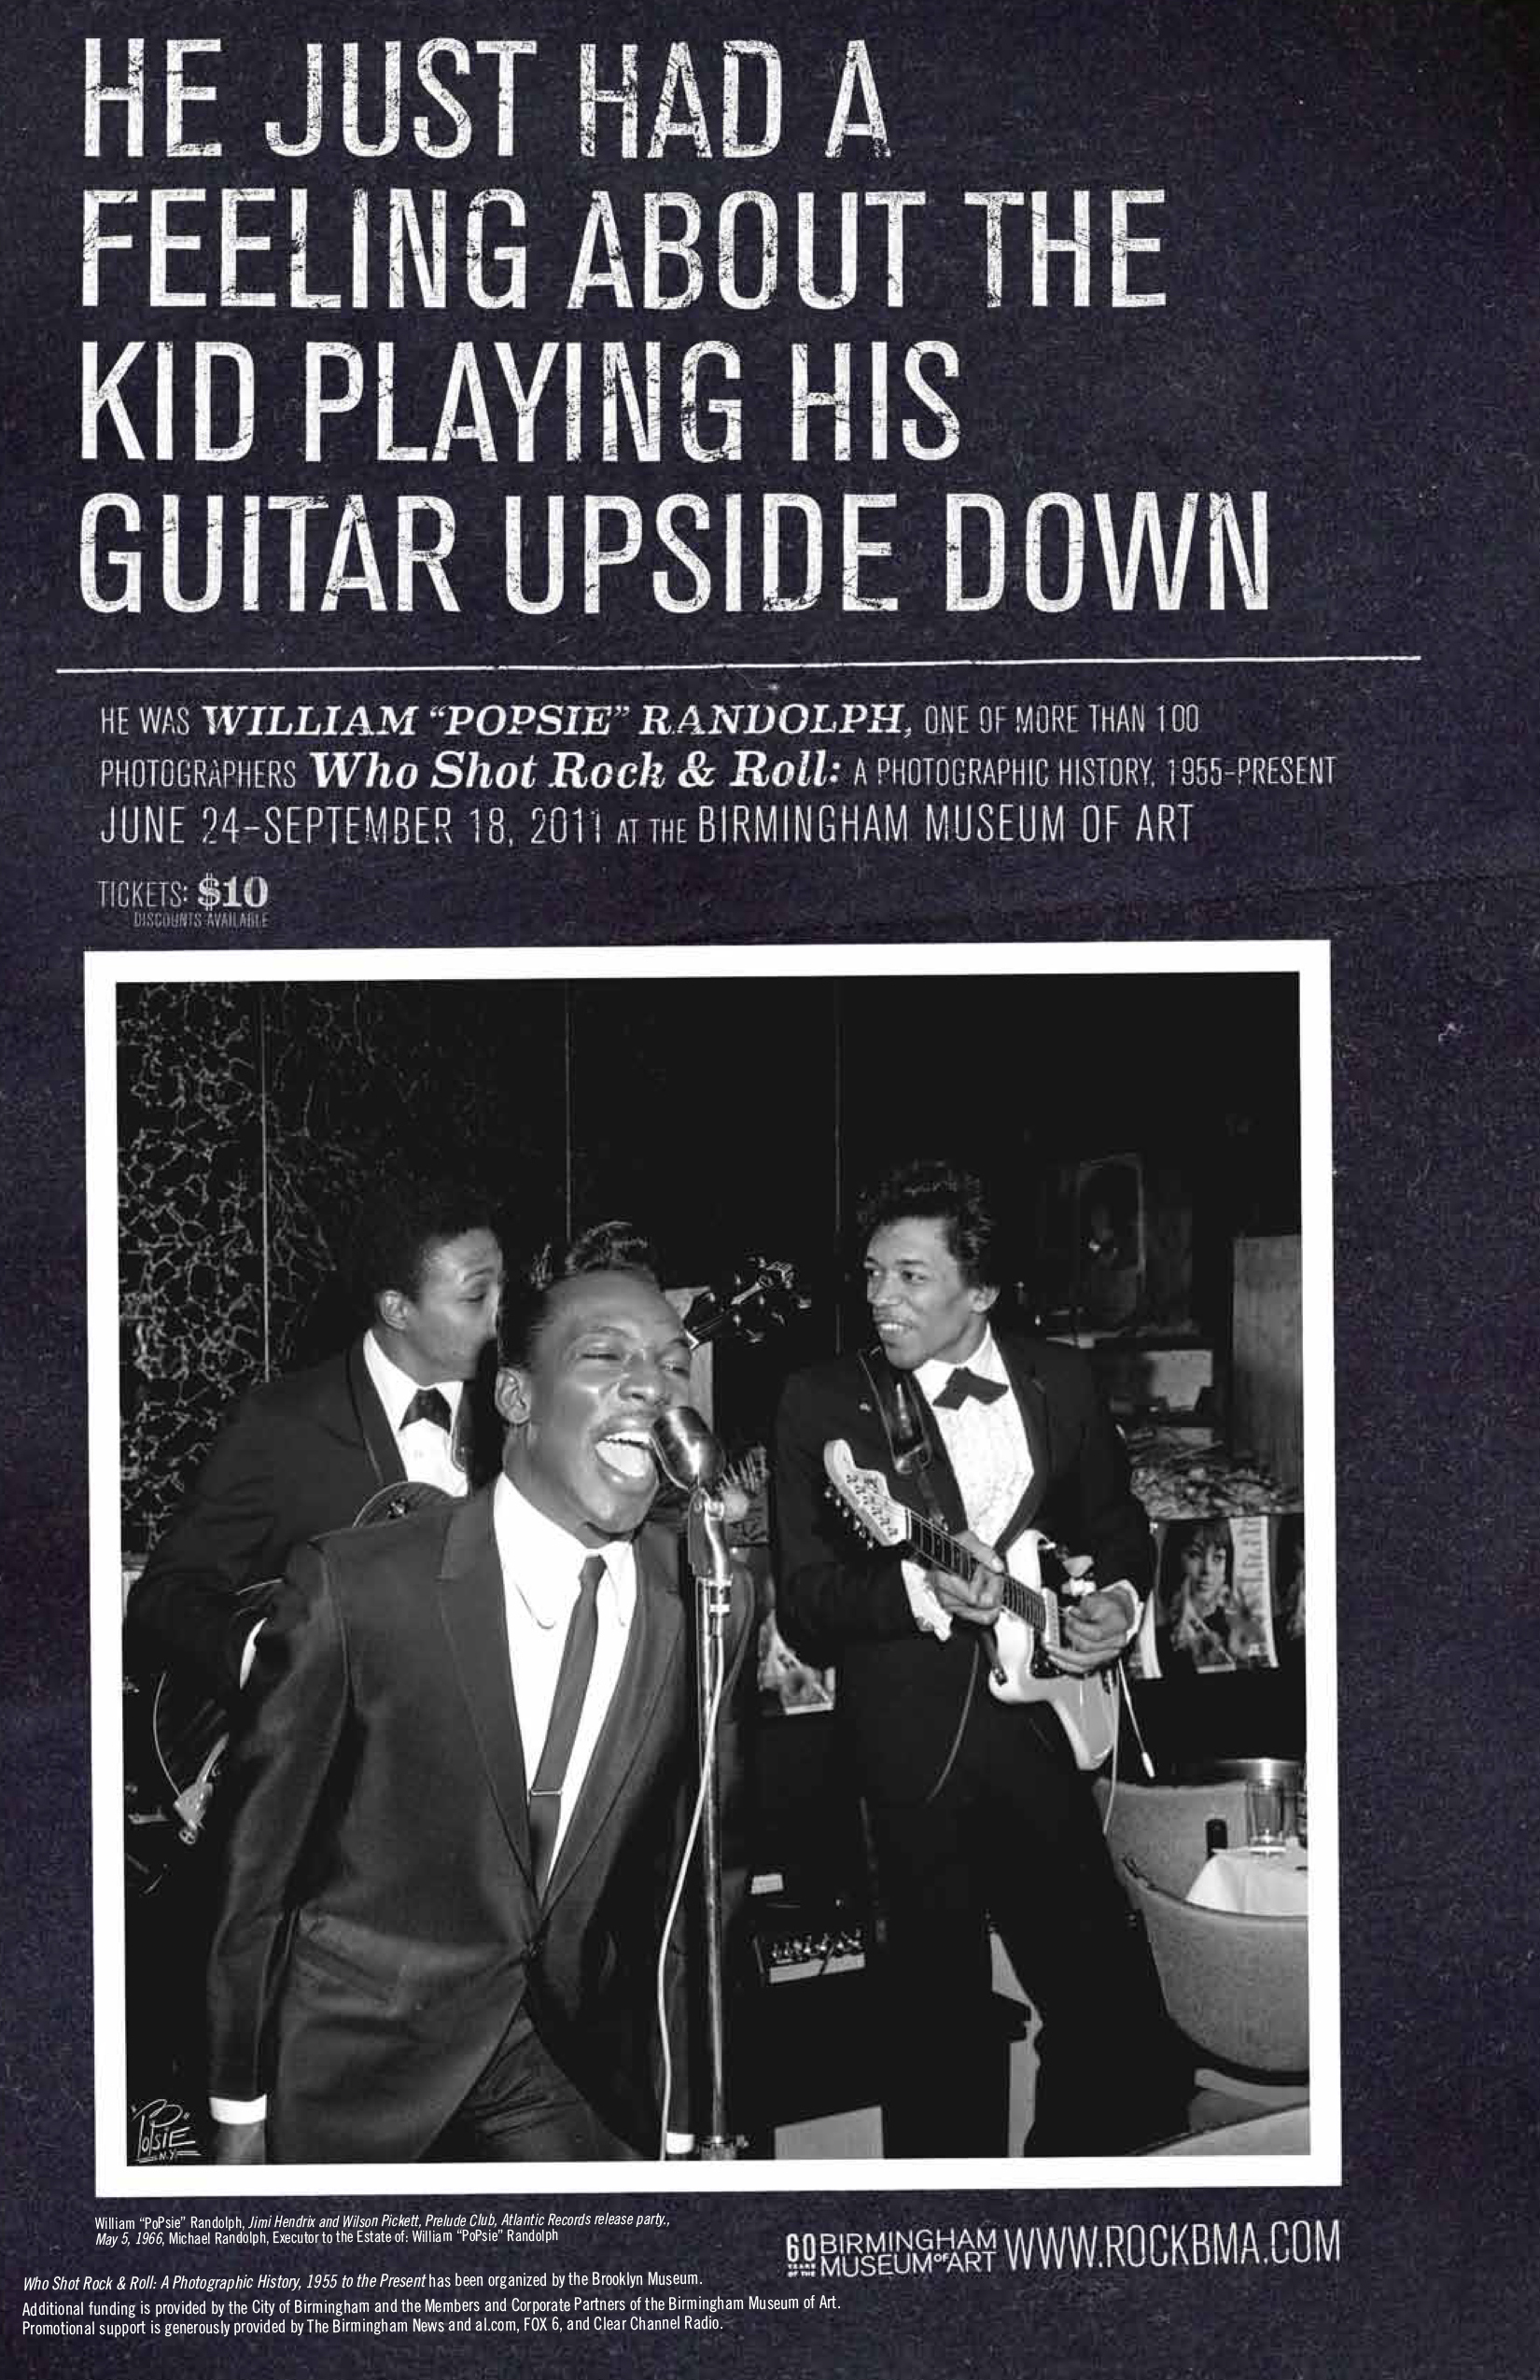 HE JUST HAD A
FEELING ABOUT THE
KID PLAYING HIS
GUITAR UPSIDE DOWN
HE WAS WILLIAM “POPSIE” RANDOLPH, ONE OF MORE THAN 100
PHOTOGRAPHERS Who Shot Rock & Roll: A PHOTOGRAPHIC HISTORY, 1955-PRESENT
JUNE 24-SEPTEMBER 18, 2011 AT THE BIRMINGHAM MUSEUM OF ART
TICKETS: $10
DISCOUNTS AVAILABLE
"PoPsiE"
N.Y.
William “PoPsie” Randolph, Jimi Hendrix and Wilson Pickett, Prelude Club, Atlantic Records release party.,
May 5, 1966, Michael Randolph, Executor to the Estate of: William “PoPsie” Randolph
60 YEARS OF THE BIRMINGHAM MUSEUM OF ART WWW.ROCKBMA.COM
Who Shot Rock & Roll: A Photographic History, 1955 to the Present has been organized by the Brooklyn Museum.
Additional funding is provided by the City of Birmingham and the Members and Corporate Partners of the Birmingham Museum of Art.
Promotional support is generously provided by The Birmingham News and al.com, FOX 6, and Clear Channel Radio.